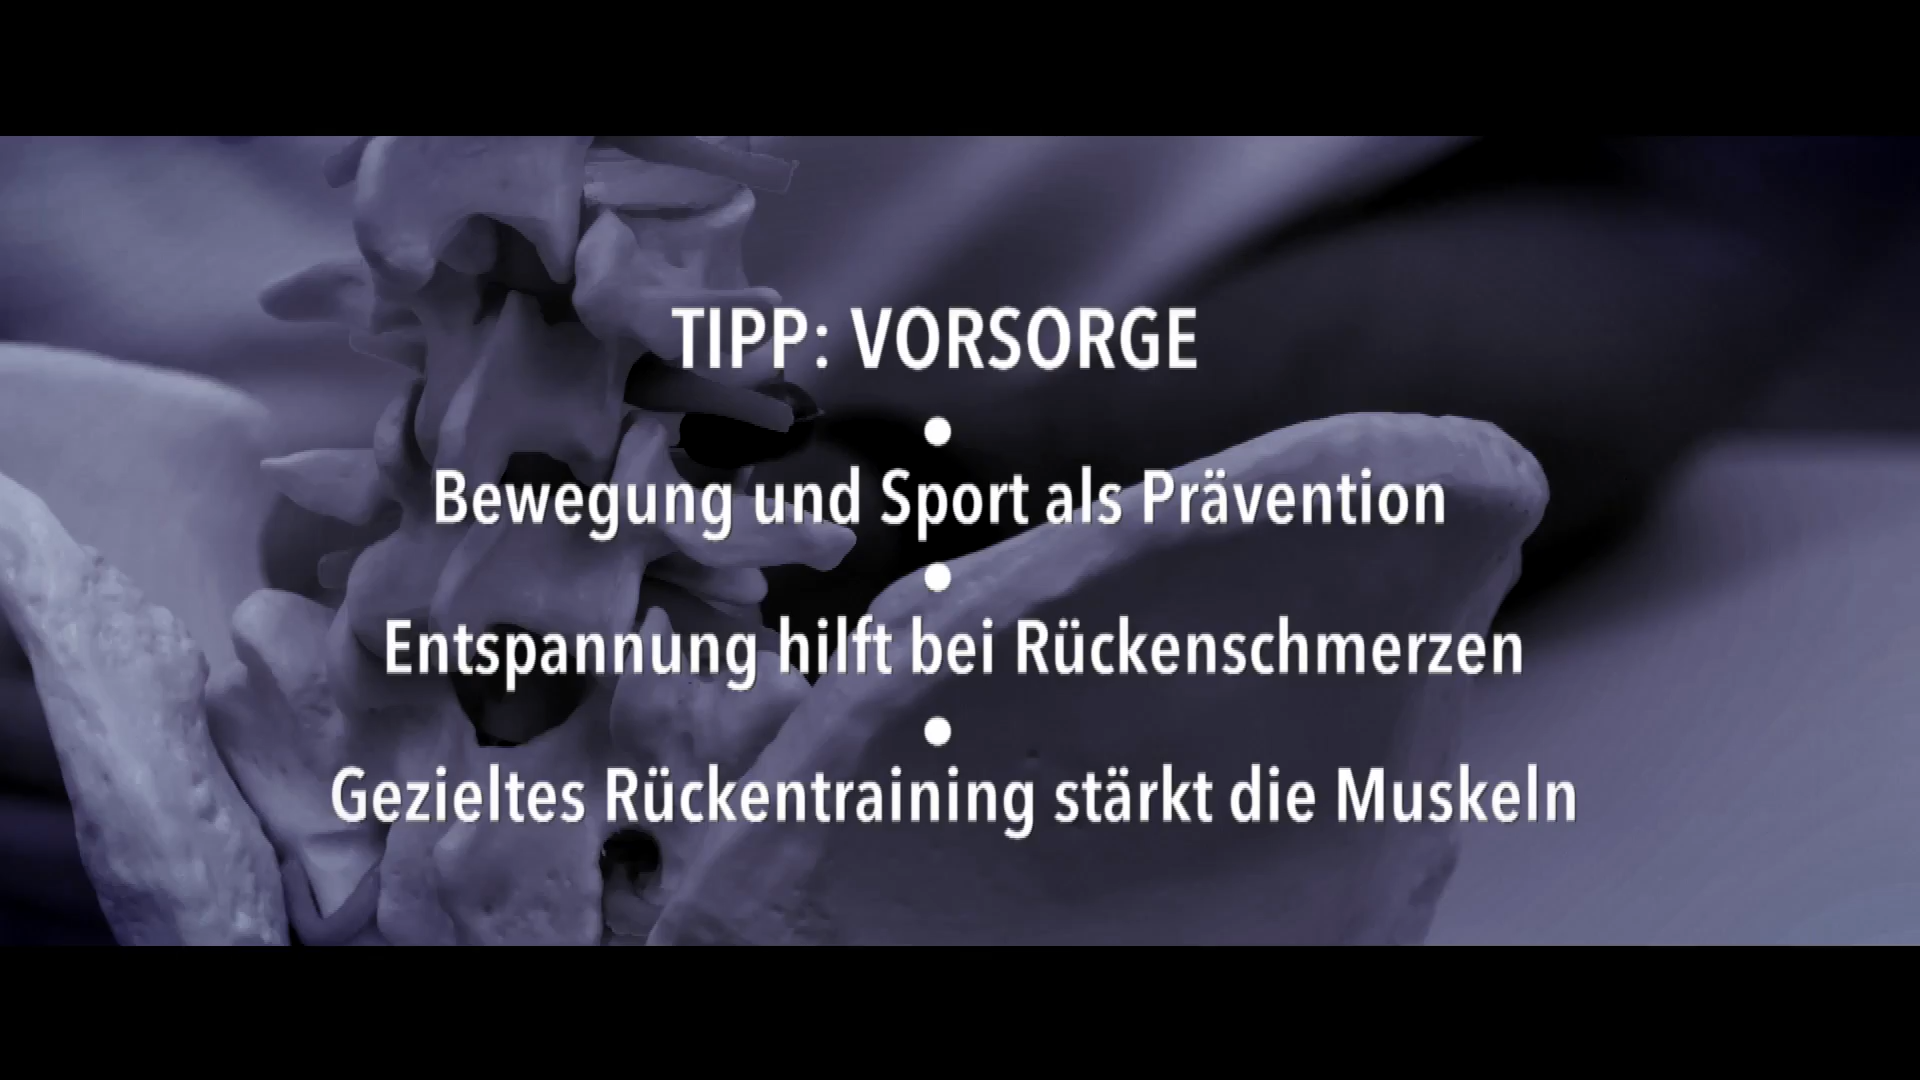 TIPP: VORSORGE
•
Bewegung und Sport als Prävention
•
Entspannung hilft bei Rückenschmerzen
•
Gezieltes Rückentraining stärkt die Muskeln